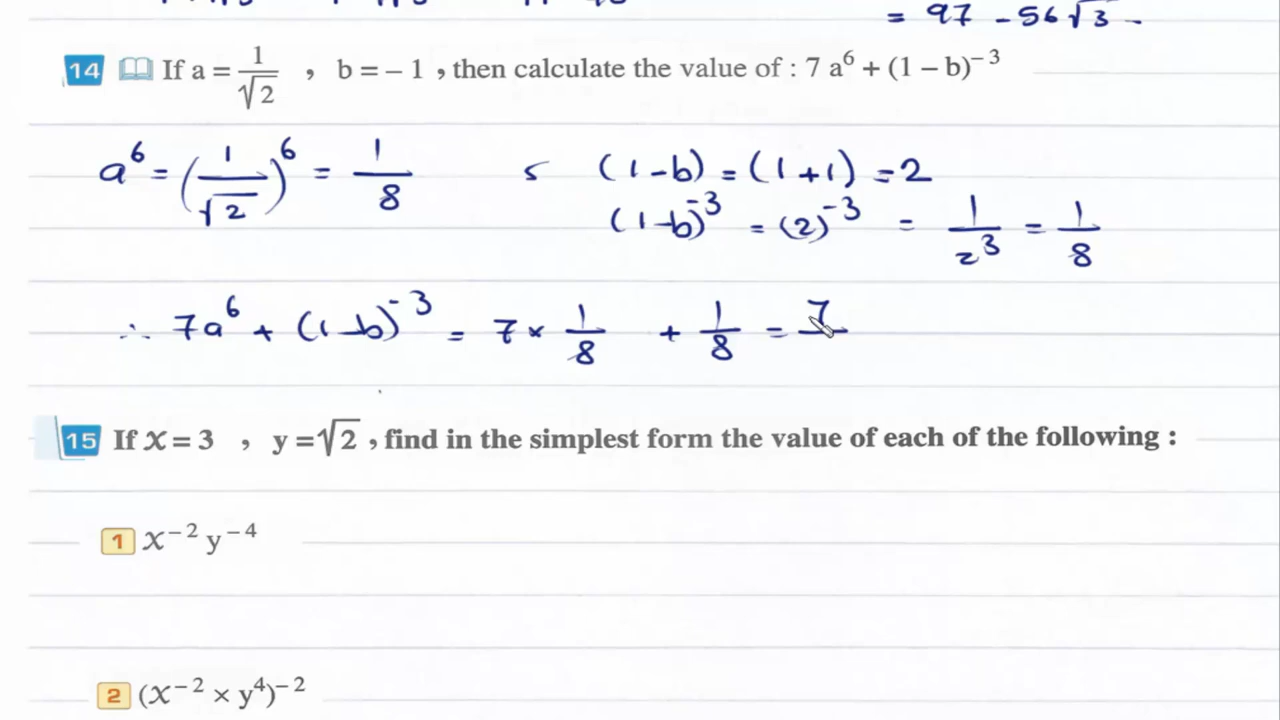 = 97 - 56√3 -
14 If a = 1/√2 , b = – 1 , then calculate the value of : 7 a⁶ + (1 – b)⁻³
a⁶ = (1/√2)⁶ = 1/8 , (1-b) = (1+1) = 2
(1-b)⁻³ = (2)⁻³ = 1/2³ = 1/8
∴ 7a⁶ + (1-b)⁻³ = 7 × 1/8 + 1/8 = 7
15 If x = 3 , y = √2 , find in the simplest form the value of each of the following :
1 x⁻² y⁻⁴
2 (x⁻² × y⁴)⁻²